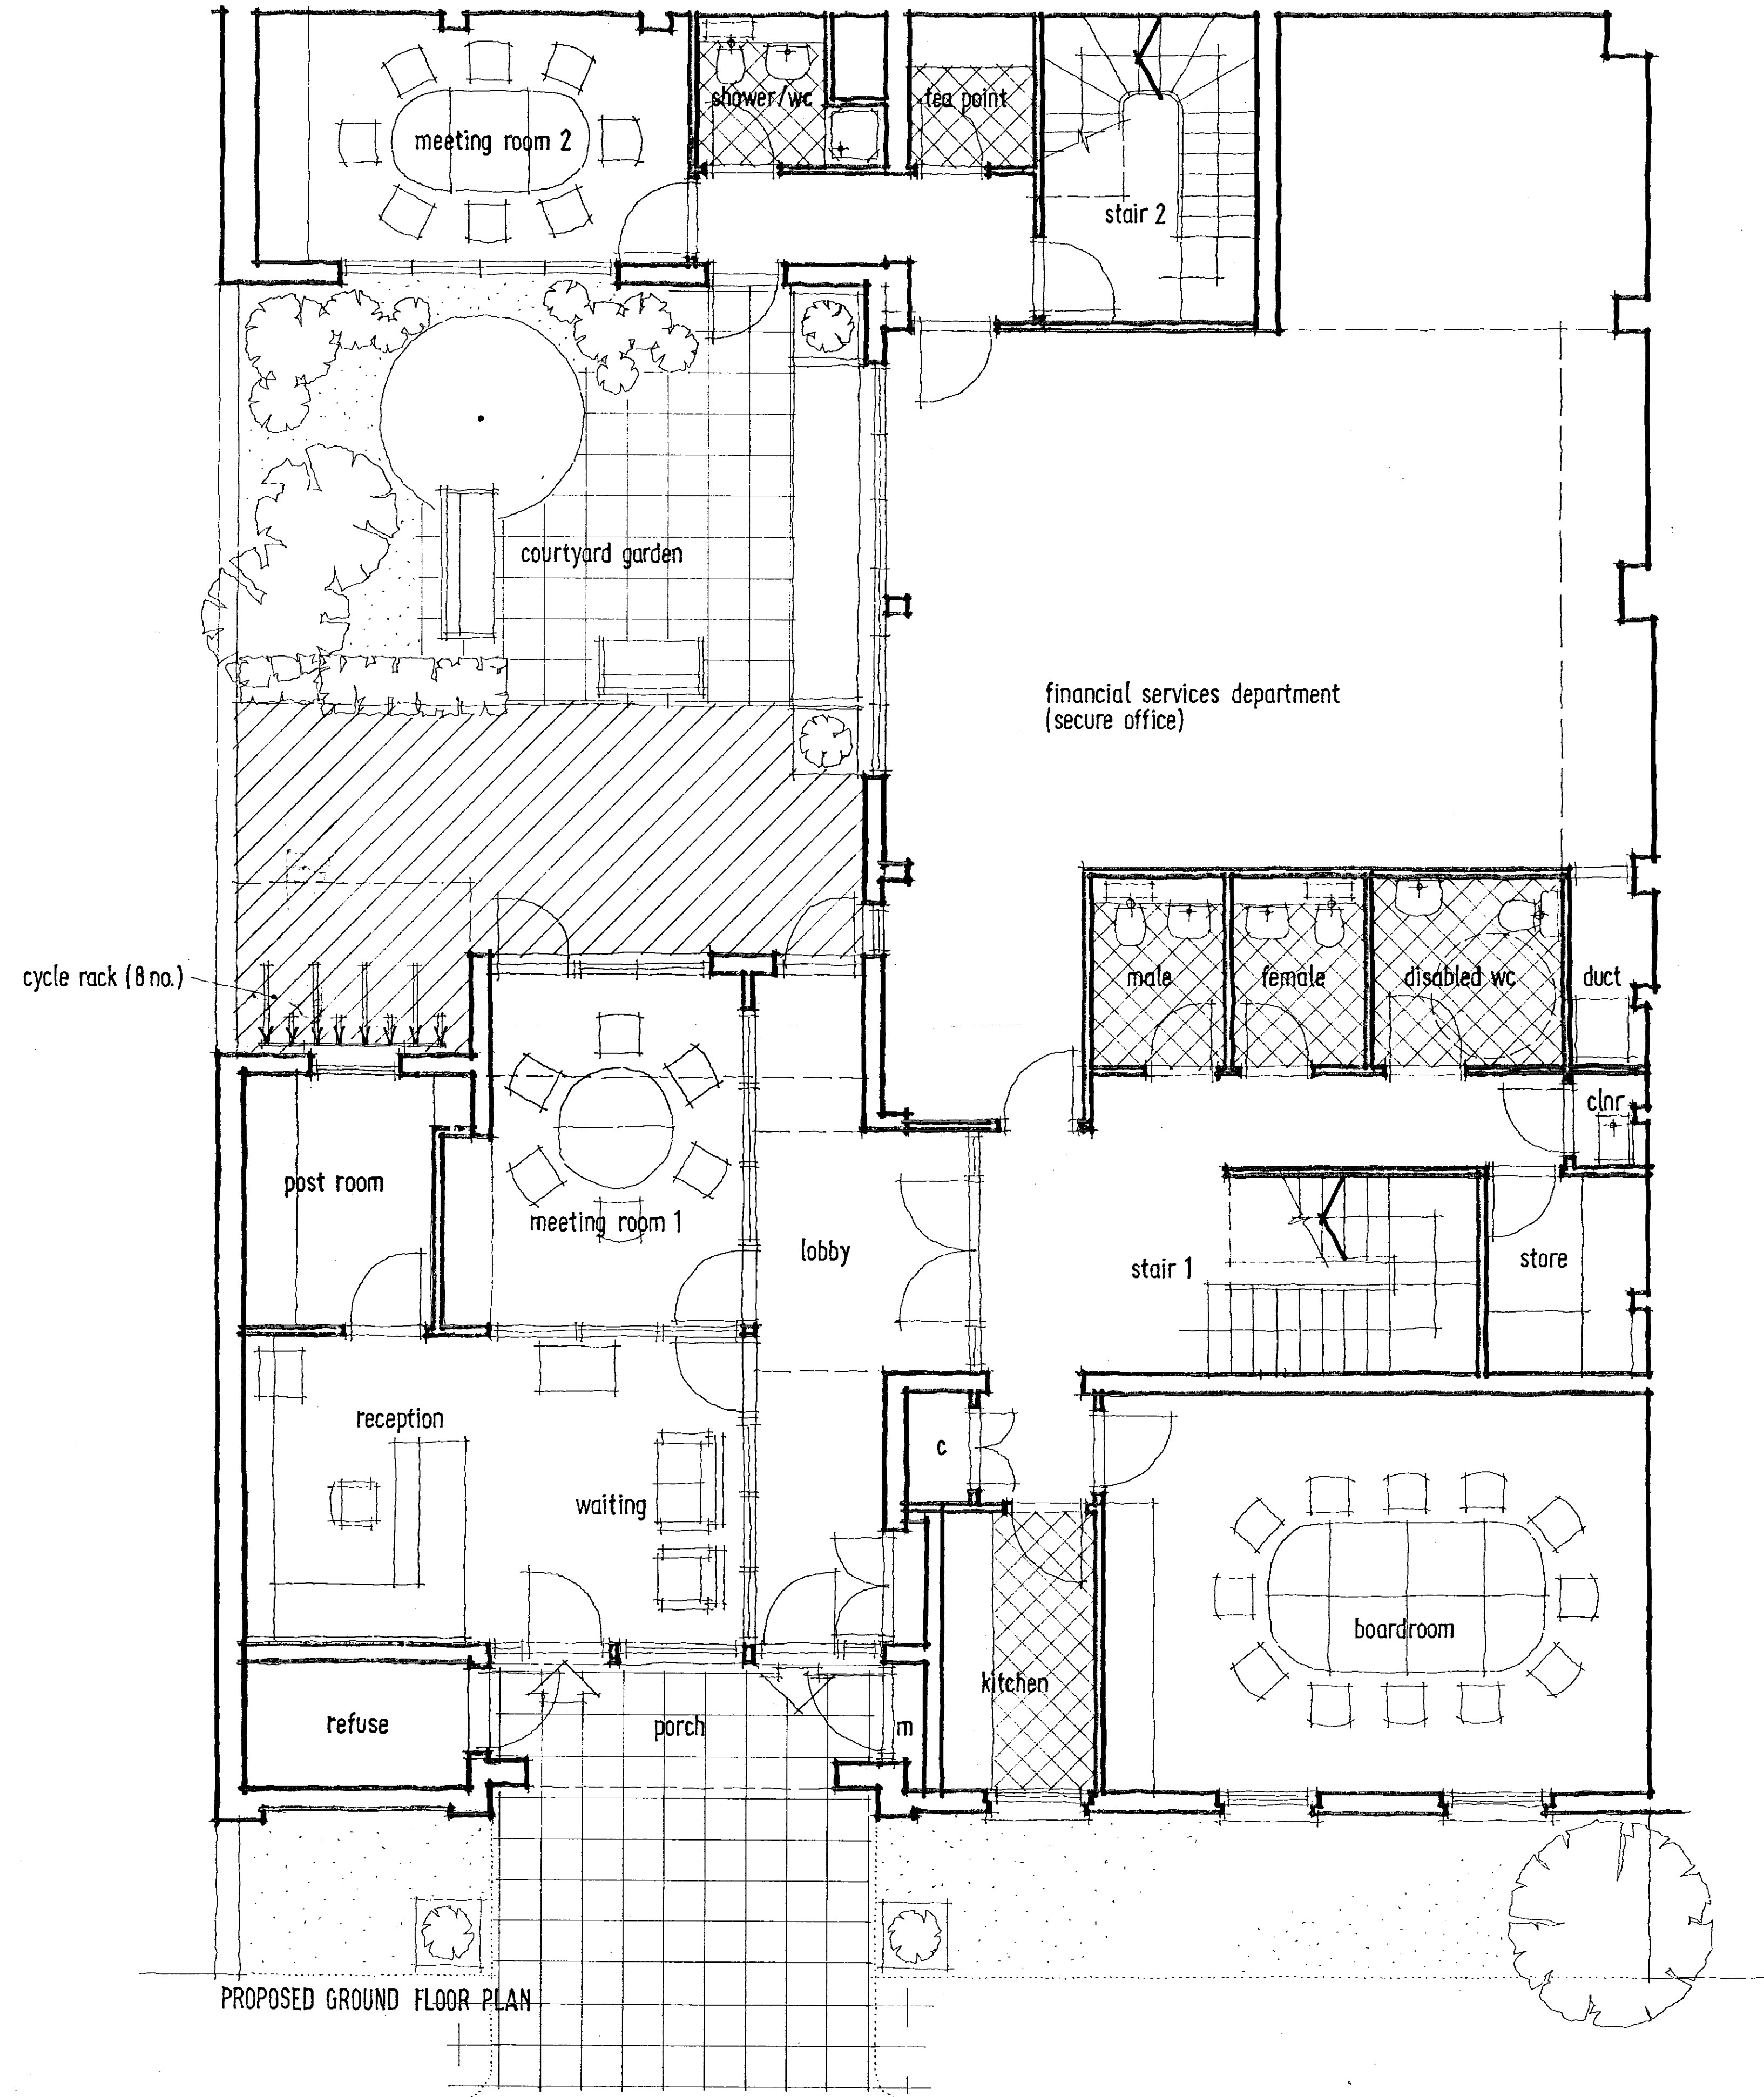 shower/wc
tea point
meeting room 2
stair 2
courtyard garden
financial services department
(secure office)
cycle rack (8 no.)
male
female
disabled wc
duct
clnr
post room
meeting room 1
lobby
stair 1
store
reception
c
waiting
boardroom
kitchen
refuse
porch
m
PROPOSED GROUND FLOOR PLAN